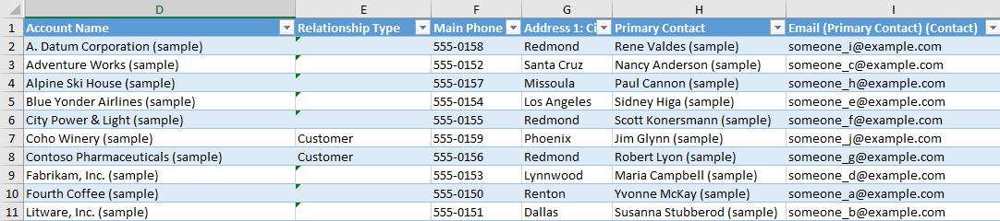 D E F G H I
1 Account Name Relationship Type Main Phone Address 1: Ci Primary Contact Email (Primary Contact) (Contact)
2 A. Datum Corporation (sample) 555-0158 Redmond Rene Valdes (sample) someone_i@example.com
3 Adventure Works (sample) 555-0152 Santa Cruz Nancy Anderson (sample) someone_c@example.com
4 Alpine Ski House (sample) 555-0157 Missoula Paul Cannon (sample) someone_h@example.com
5 Blue Yonder Airlines (sample) 555-0154 Los Angeles Sidney Higa (sample) someone_e@example.com
6 City Power & Light (sample) 555-0155 Redmond Scott Konersmann (sample) someone_f@example.com
7 Coho Winery (sample) Customer 555-0159 Phoenix Jim Glynn (sample) someone_j@example.com
8 Contoso Pharmaceuticals (sample) Customer 555-0156 Redmond Robert Lyon (sample) someone_g@example.com
9 Fabrikam, Inc. (sample) 555-0153 Lynnwood Maria Campbell (sample) someone_d@example.com
10 Fourth Coffee (sample) 555-0150 Renton Yvonne McKay (sample) someone_a@example.com
11 Litware, Inc. (sample) 555-0151 Dallas Susanna Stubberod (sample) someone_b@example.com